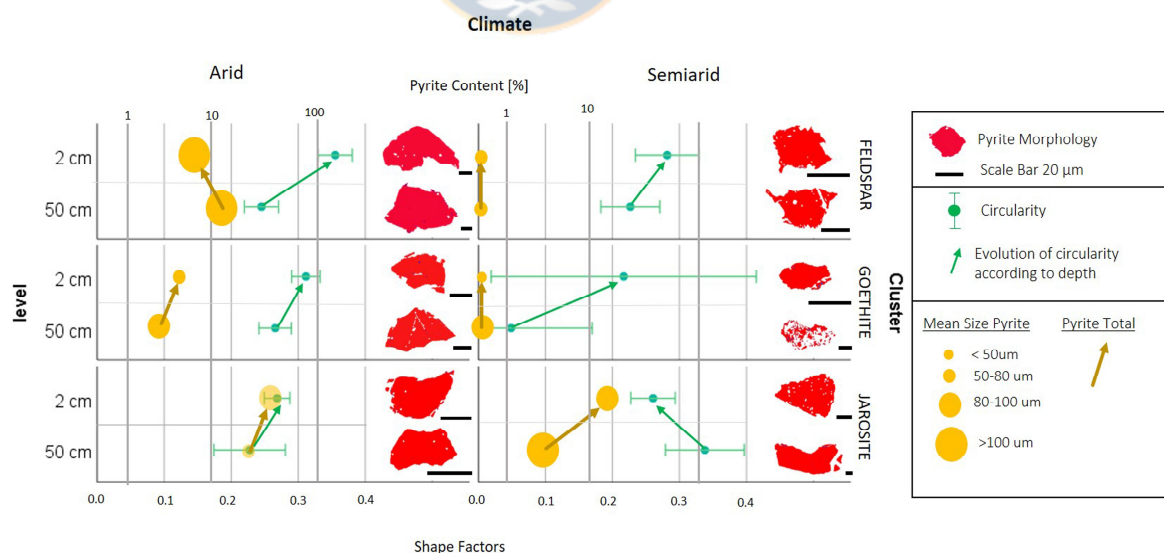 Climate
Arid
Semiarid
Pyrite Content [%]
1
10
100
1
10
2 cm
50 cm
FELDSPAR
2 cm
50 cm
GOETHITE
2 cm
50 cm
JAROSITE
level
Cluster
0.0
0.1
0.2
0.3
0.4
0.0
0.1
0.2
0.3
0.4
Shape Factors
Pyrite Morphology
Scale Bar 20 µm
Circularity
Evolution of circularity
according to depth
Mean Size Pyrite
Pyrite Total
< 50um
50-80 um
80-100 um
>100 um